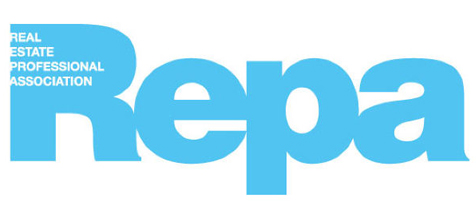 REAL
ESTATE
PROFESSIONAL
ASSOCIATION
Repa